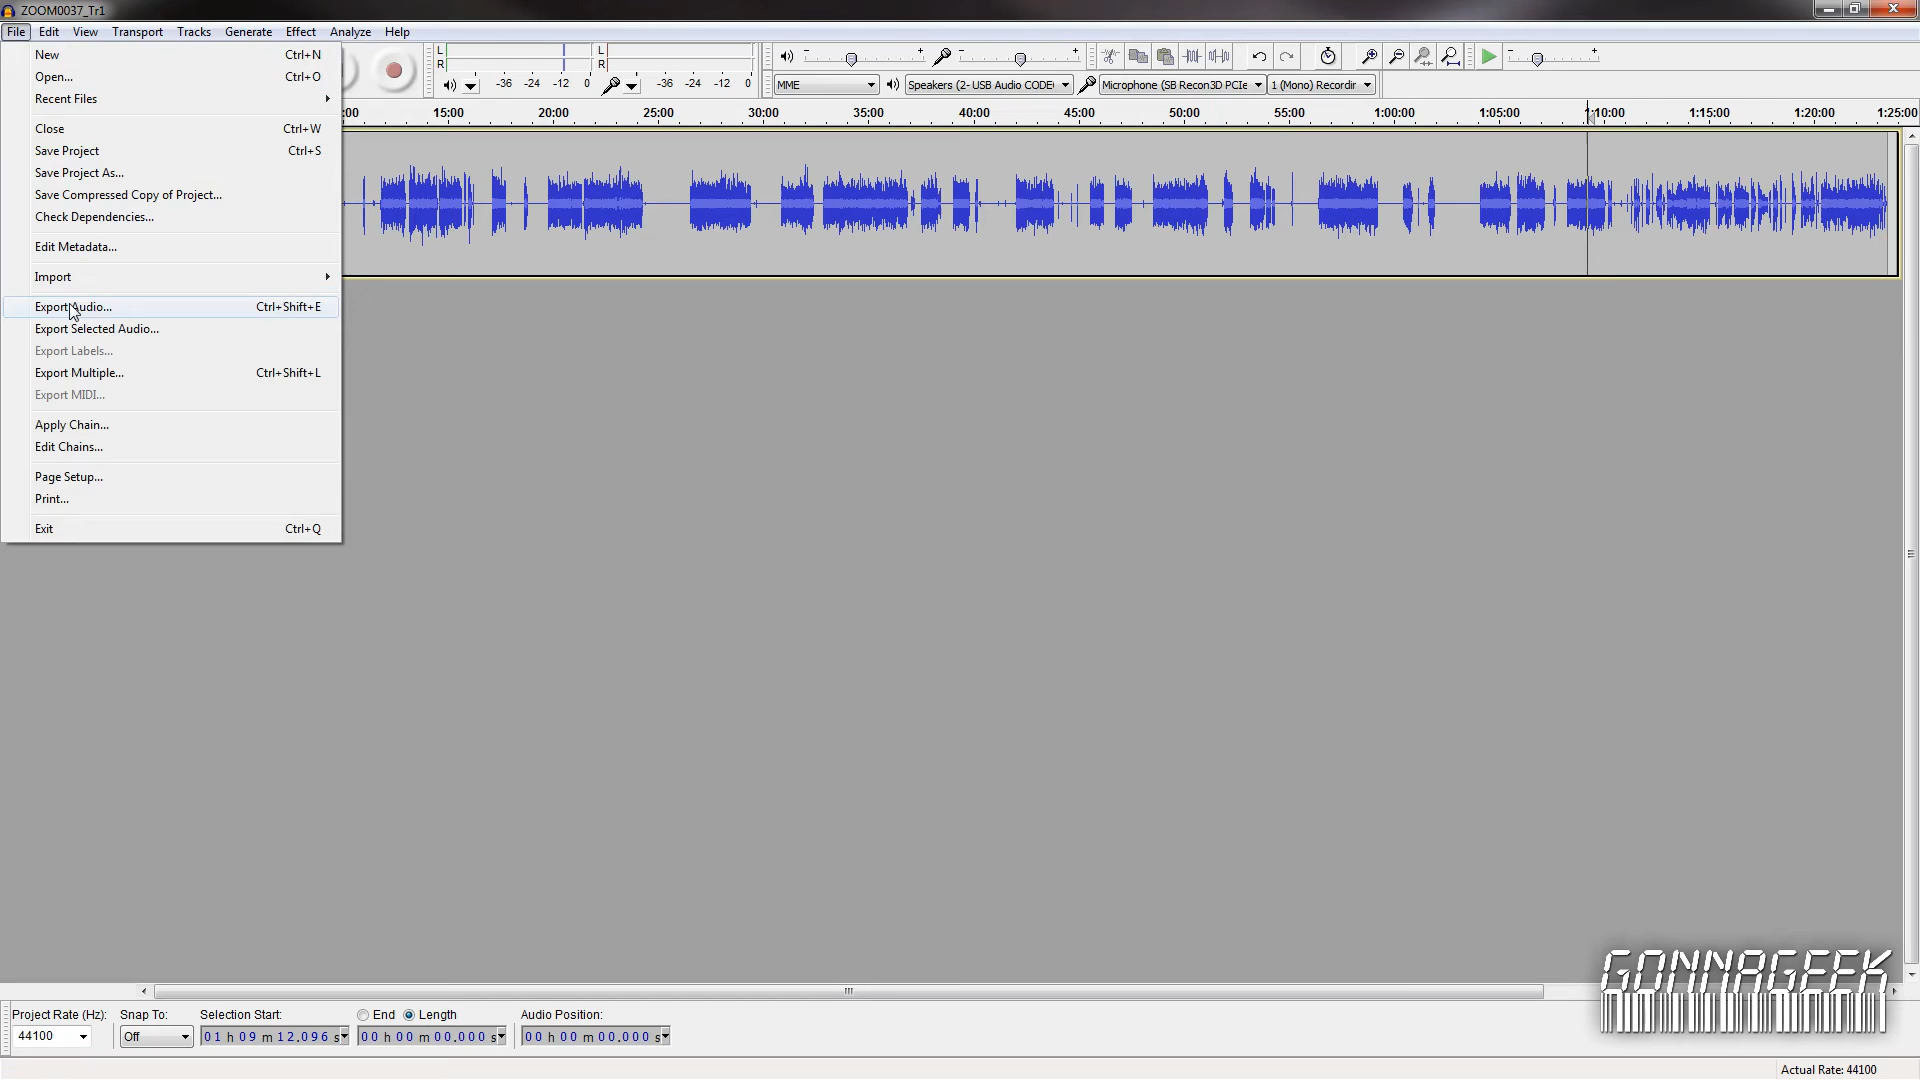 ZOOM0037_Tr1
File Edit View Transport Tracks Generate Effect Analyze Help
New Ctrl+N
Open... Ctrl+O
Recent Files
Close Ctrl+W
Save Project Ctrl+S
Save Project As...
Save Compressed Copy of Project...
Check Dependencies...
Edit Metadata...
Import
Export Audio... Ctrl+Shift+E
Export Selected Audio...
Export Labels...
Export Multiple... Ctrl+Shift+L
Export MIDI...
Apply Chain...
Edit Chains...
Page Setup...
Print...
Exit Ctrl+Q
L L
R R
-36 -24 -12 0 -36 -24 -12 0
- + - + - +
MME Speakers (2- USB Audio CODE Microphone (SB Recon3D PCIe 1 (Mono) Recordir
:00 15:00 20:00 25:00 30:00 35:00 40:00 45:00 50:00 55:00 1:00:00 1:05:00 1:10:00 1:15:00 1:20:00 1:25:00
GONNAGEEK
Project Rate (Hz): Snap To: Selection Start: End Length Audio Position:
44100 Off 01 h 09 m 12.096 s 00 h 00 m 00.000 s 00 h 00 m 00.000 s
Actual Rate: 44100